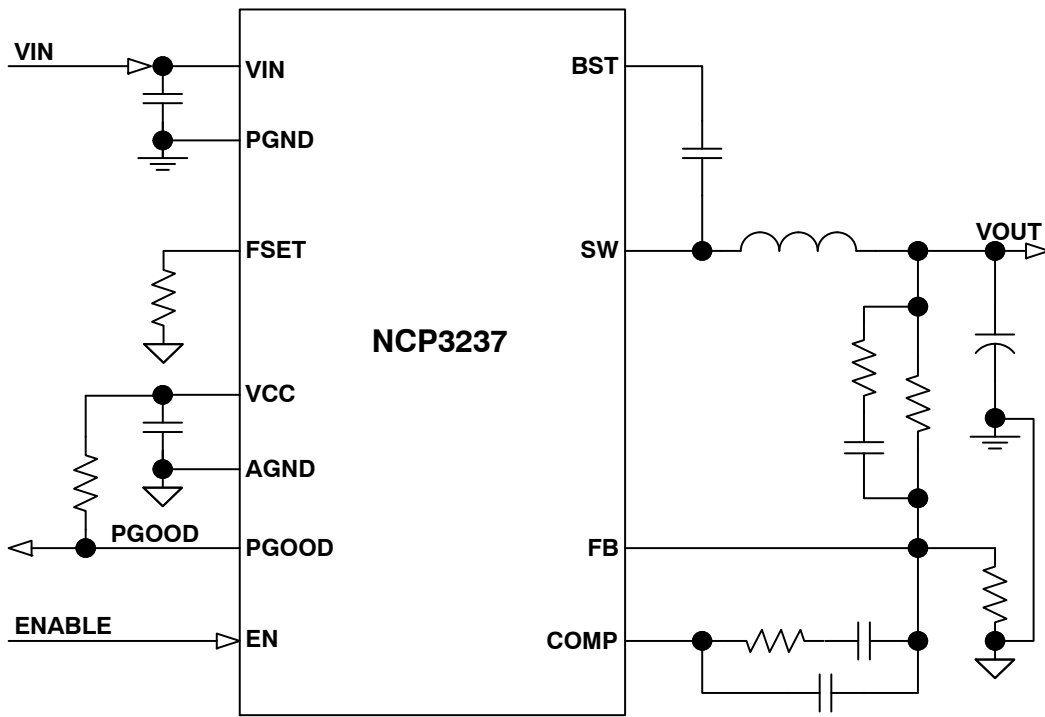 VIN
VIN
PGND
FSET
VCC
AGND
PGOOD
PGOOD
ENABLE
EN
NCP3237
BST
SW
VOUT
FB
COMP